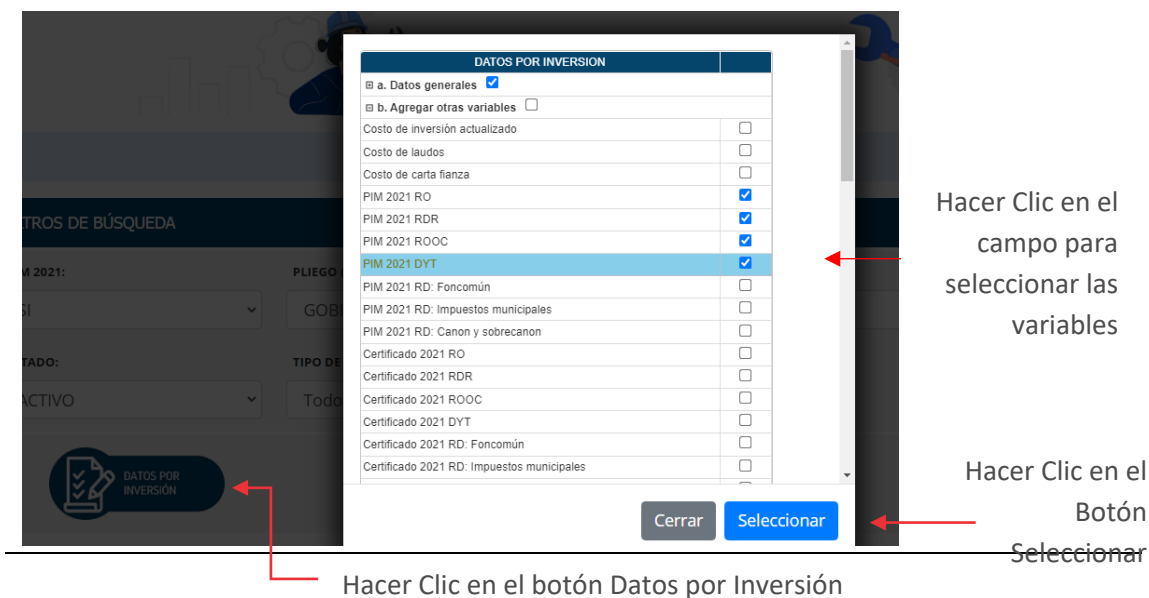 DATOS POR INVERSION
a. Datos generales
b. Agregar otras variables
Costo de inversión actualizado
Costo de laudos
Costo de carta fianza
PIM 2021 RO
PIM 2021 RDR
PIM 2021 ROOC
PIM 2021 DYT
PIM 2021 RD: Foncomún
PIM 2021 RD: Impuestos municipales
PIM 2021 RD: Canon y sobrecanon
Certificado 2021 RO
Certificado 2021 RDR
Certificado 2021 ROOC
Certificado 2021 DYT
Certificado 2021 RD: Foncomún
Certificado 2021 RD: Impuestos municipales
Cerrar Seleccionar
TROS DE BÚSQUEDA
M 2021:
PLIEGO
SI
GOBI
TADO:
TIPO DE
ACTIVO
Todo
DATOS POR
INVERSIÓN
Hacer Clic en el
campo para
seleccionar las
variables
Hacer Clic en el
Botón
Seleccionar
Hacer Clic en el botón Datos por Inversión